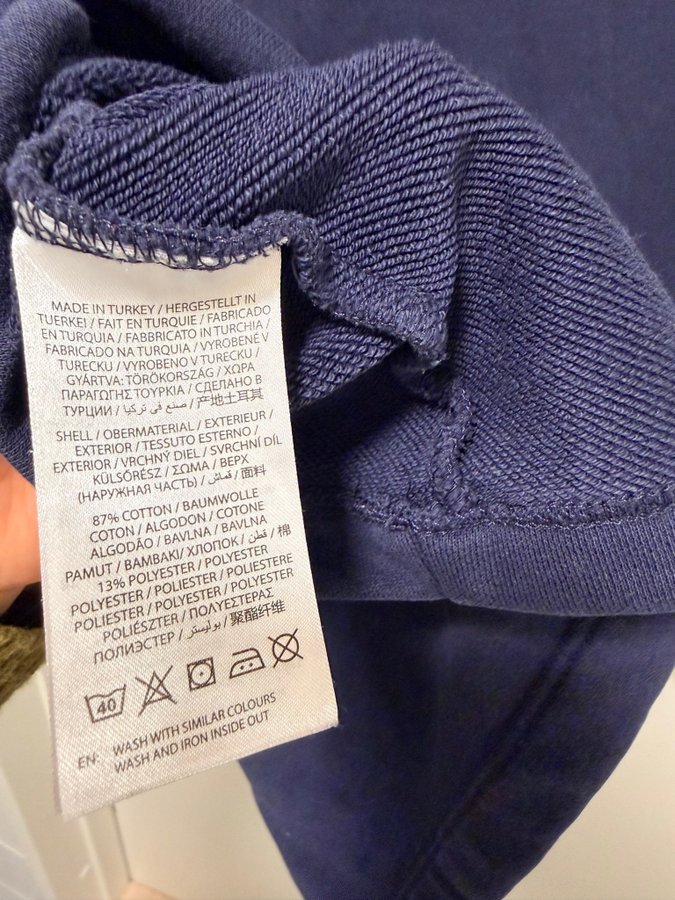 MADE IN TURKEY / HERGESTELLT IN
TUERKEI / FAIT EN TURQUIE / FABRICADO
EN TURQUIA / FABBRICATO IN TURCHIA /
FABRICADO NA TURQUIA / VYROBENÉ V
TURECKU / VYROBENO V TURECKU /
GYÁRTVA: TÖRÖKORSZÁG / ΧΩΡΑ
ΠΑΡΑΓΩΓΗΣ ΤΟΥΡΚΙΑ / СДЕЛАНО В
ТУРЦИИ / صنع في تركيا / 产地土耳其
SHELL / OBERMATERIAL / EXTERIEUR /
EXTERIOR / TESSUTO ESTERNO /
EXTERIOR / VRCHNÝ DIEL / SVRCHNÍ DÍL
KÜLSŐRÉSZ / ΣΩΜΑ / ВЕРХ
(НАРУЖНАЯ ЧАСТЬ) / قماش / 面料
87% COTTON / BAUMWOLLE
COTON / ALGODON / COTONE
ALGODÃO / BAVLNA / BAVLNA
PAMUT / ΒΑΜΒΑΚΙ / ХЛОПОК / قطن / 棉
13% POLYESTER / POLYESTER
POLYESTER / POLIESTER / POLIESTERE
POLIESTER / POLYESTER / POLYESTER
POLIÉSZTER / ΠΟΛΥΕΣΤΕΡΑΣ
ПОЛИЭСТЕР / بوليستر / 聚酯纤维
40
EN: WASH WITH SIMILAR COLOURS
WASH AND IRON INSIDE OUT